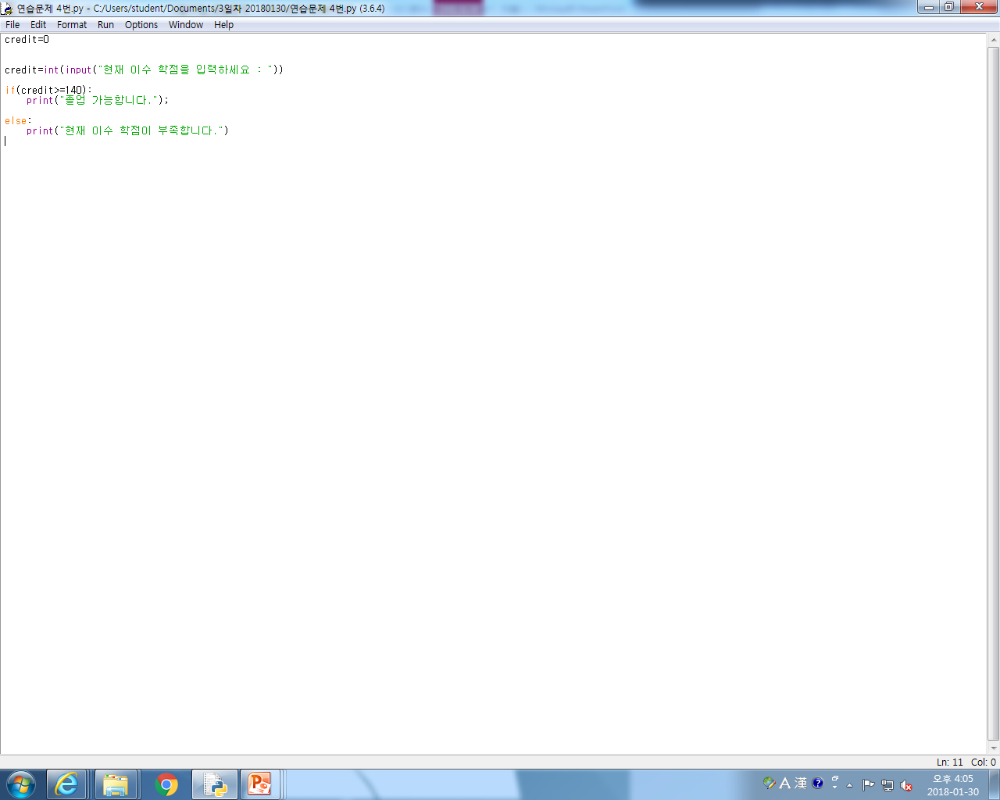 연습문제 4번.py - C:/Users/student/Documents/3일차 20180130/연습문제 4번.py (3.6.4)
File Edit Format Run Options Window Help
credit=0
credit=int(input("현재 이수 학점을 입력하세요 : "))
if(credit>=140):
    print("졸업 가능합니다.");
else:
    print("현재 이수 학점이 부족합니다.")
Ln: 11 Col: 0
A 漢
오후 4:05
2018-01-30